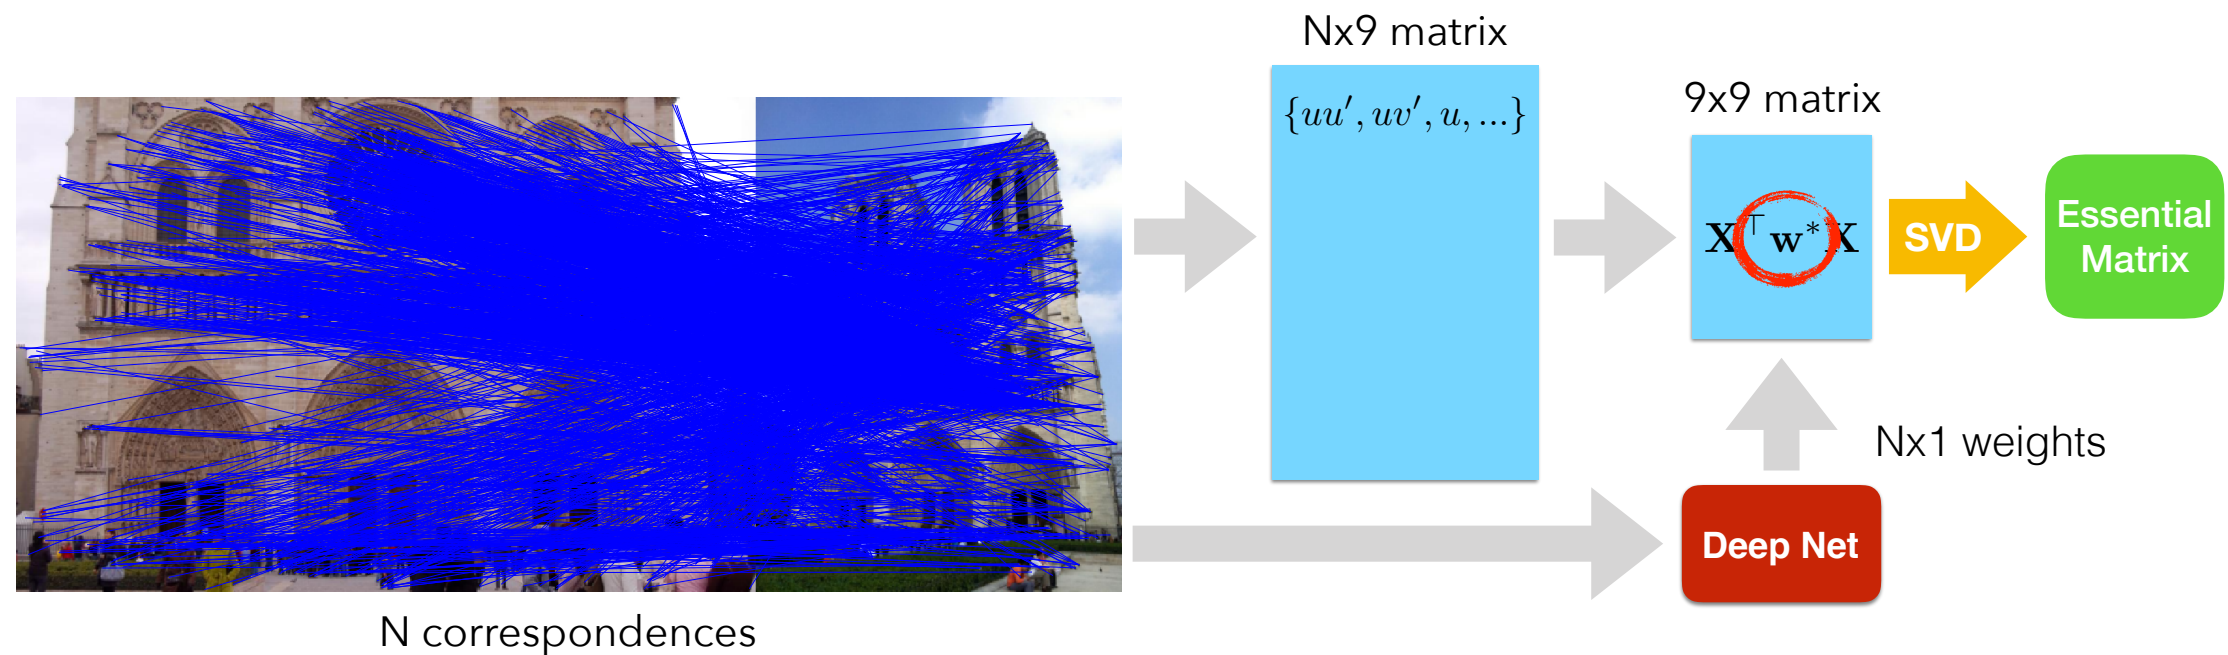 Nx9 matrix
{uu′, uv′, u, ...}
9x9 matrix
X⊤w*X
SVD
Essential
Matrix
Nx1 weights
Deep Net
N correspondences